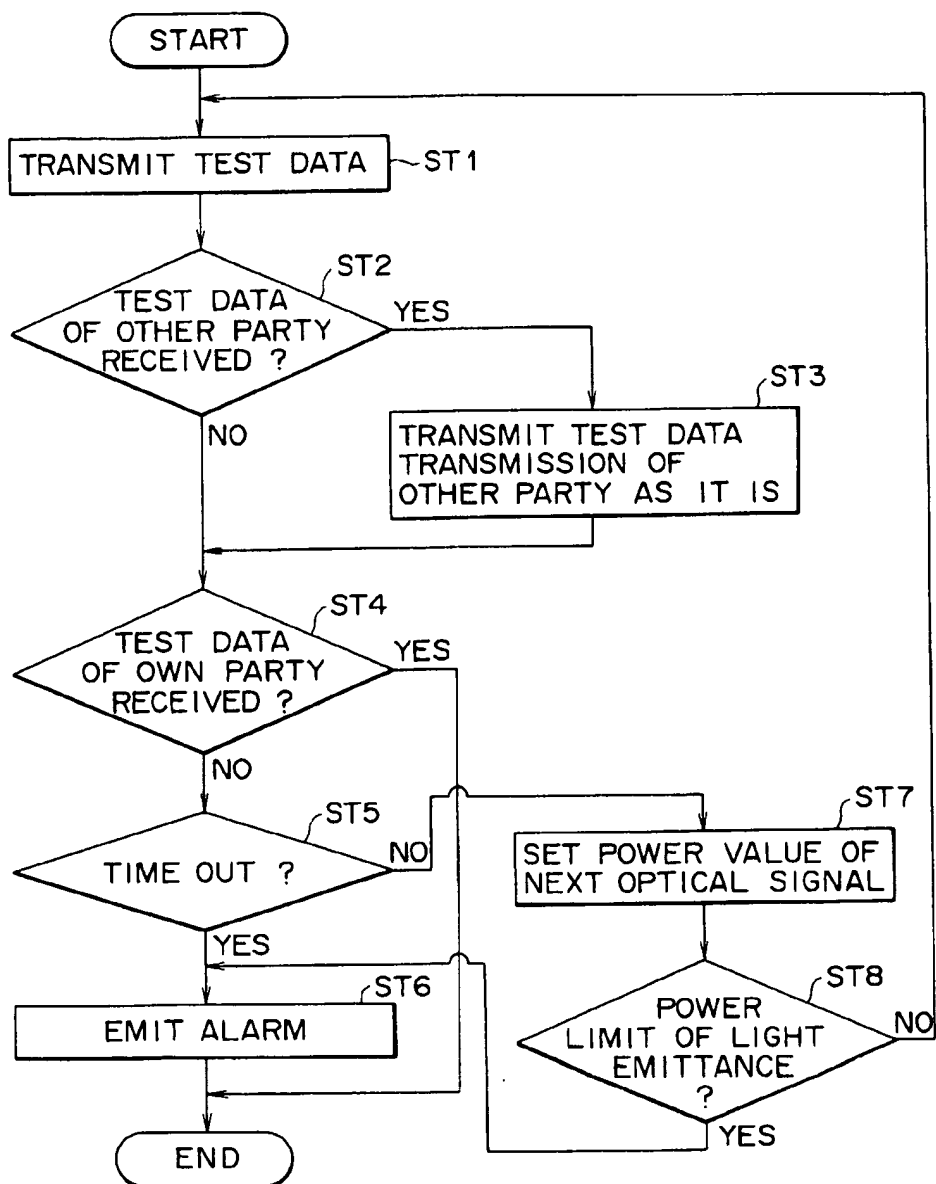 START
TRANSMIT TEST DATA
ST1
ST2
TEST DATA
OF OTHER PARTY
RECEIVED ?
YES
NO
ST3
TRANSMIT TEST DATA
TRANSMISSION OF
OTHER PARTY AS IT IS
ST4
TEST DATA
OF OWN PARTY
RECEIVED ?
YES
NO
ST5
TIME OUT ?
NO
YES
ST7
SET POWER VALUE OF
NEXT OPTICAL SIGNAL
ST6
EMIT ALARM
ST8
POWER
LIMIT OF LIGHT
EMITTANCE
?
NO
YES
END